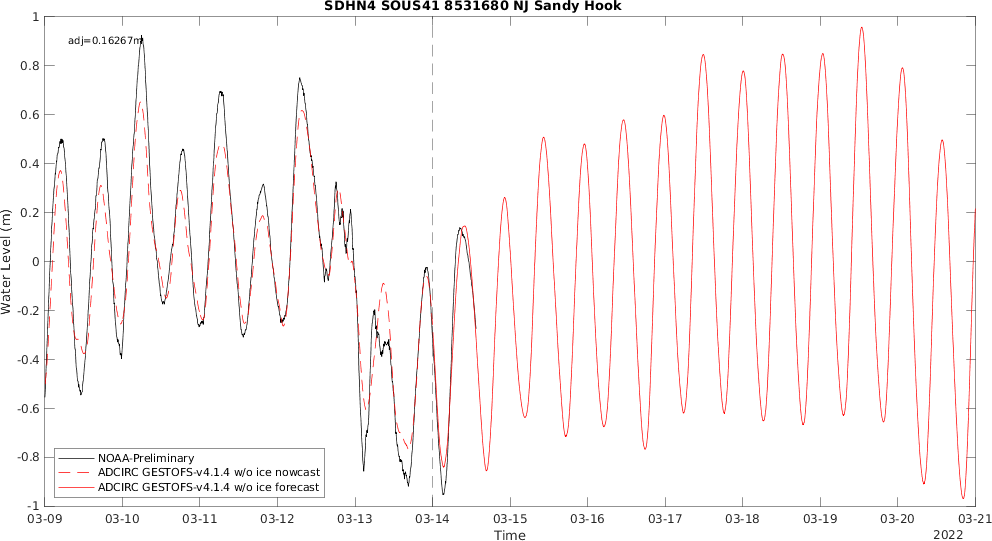 SDHN4 SOUS41 8531680 NJ Sandy Hook
adj=0.16267m
1
0.8
0.6
0.4
0.2
0
-0.2
-0.4
-0.6
-0.8
-1
Water Level (m)
NOAA-Preliminary
ADCIRC GESTOFS-v4.1.4 w/o ice nowcast
ADCIRC GESTOFS-v4.1.4 w/o ice forecast
03-09 03-10 03-11 03-12 03-13 03-14 03-15 03-16 03-17 03-18 03-19 03-20 03-21
Time
2022